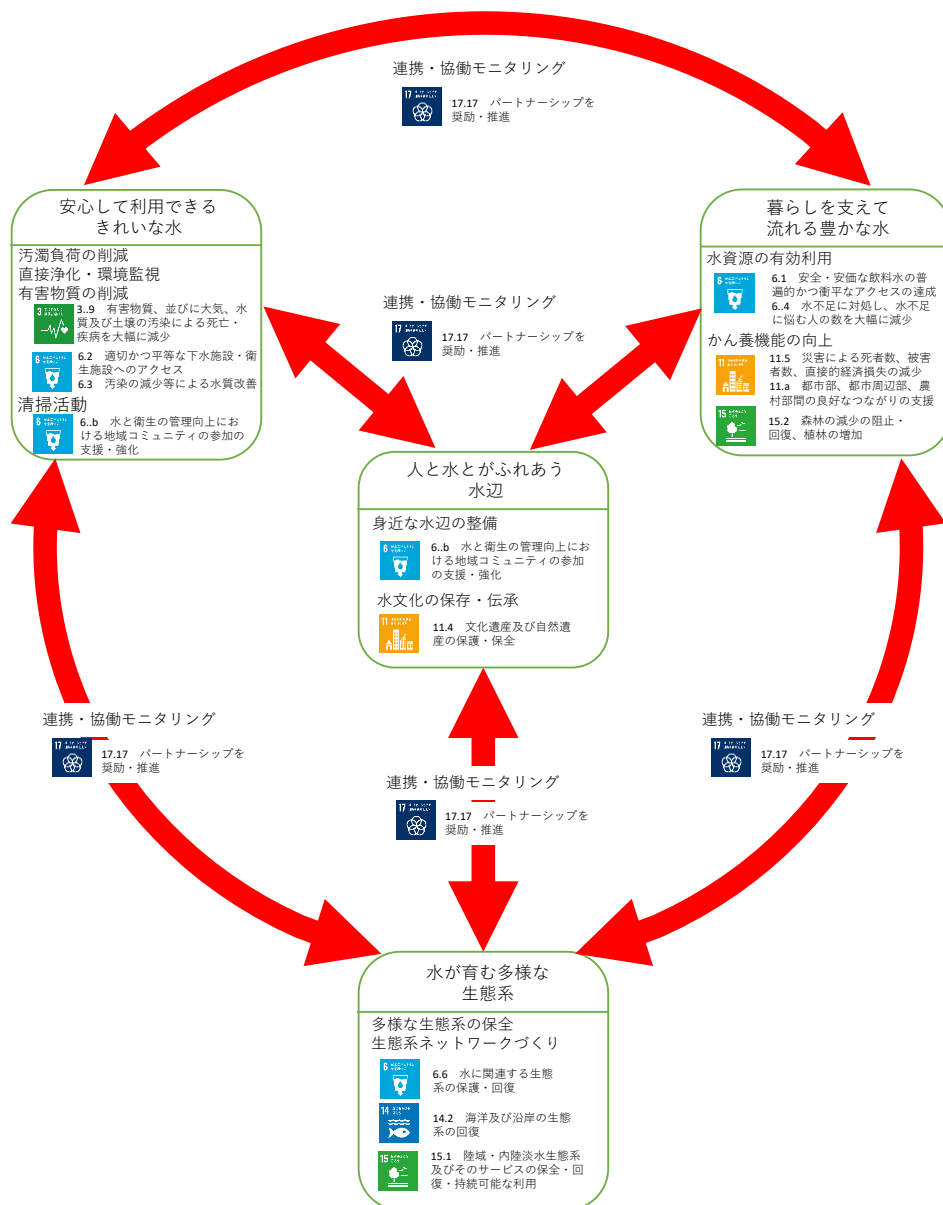 連携・協働モニタリング
17
17.17 パートナーシップを
奨励・推進
安心して利用できる
きれいな水
汚濁負荷の削減
直接浄化・環境監視
有害物質の削減
3
3..9 有害物質、並びに大気、水
質及び土壌の汚染による死亡・
疾病を大幅に減少
6
6.2 適切かつ平等な下水施設・衛
生施設へのアクセス
6.3 汚染の減少等による水質改善
清掃活動
6
6..b 水と衛生の管理向上にお
ける地域コミュニティの参加の
支援・強化
連携・協働モニタリング
17
17.17 パートナーシップを
奨励・推進
暮らしを支えて
流れる豊かな水
水資源の有効利用
6
6.1 安全・安価な飲料水の普
遍的かつ衡平なアクセスの達成
6..4 水不足に対処し、水不足
に悩む人の数を大幅に減少
かん養機能の向上
11
11.5 災害による死者数、被害
者数、直接的経済損失の減少
11.a 都市部、都市周辺部、農
村部間の良好なつながりの支援
15
15.2 森林の減少の阻止・
回復、植林の増加
人と水とがふれあう
水辺
身近な水辺の整備
6
6..b 水と衛生の管理向上にお
ける地域コミュニティの参加
の支援・強化
水文化の保存・伝承
11
11.4 文化遺産及び自然遺
産の保護・保全
連携・協働モニタリング
17
17.17 パートナーシップを
奨励・推進
連携・協働モニタリング
17
17.17 パートナーシップを
奨励・推進
連携・協働モニタリング
17
17.17 パートナーシップを
奨励・推進
水が育む多様な
生態系
多様な生態系の保全
生態系ネットワークづくり
6
6.6 水に関連する生態
系の保護・回復
14
14.2 海洋及び沿岸の生態
系の回復
15
15.1 陸域・内陸淡水生態系
及びそのサービスの保全・回
復・持続可能な利用